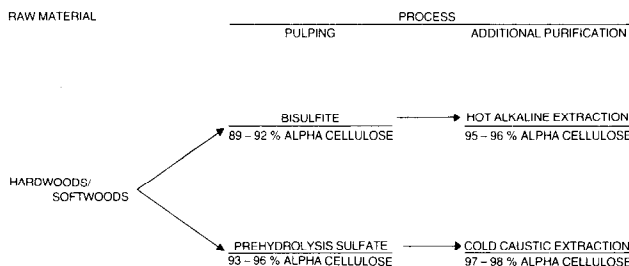 RAW MATERIAL PROCESS
PULPING ADDITIONAL PURIFICATION
BISULFITE HOT ALKALINE EXTRACTION
89 – 92 % ALPHA CELLULOSE 95 – 96 % ALPHA CELLULOSE
HARDWOODS/
SOFTWOODS
PREHYDROLYSIS SULFATE COLD CAUSTIC EXTRACTION
93 – 96 % ALPHA CELLULOSE 97 – 98 % ALPHA CELLULOSE